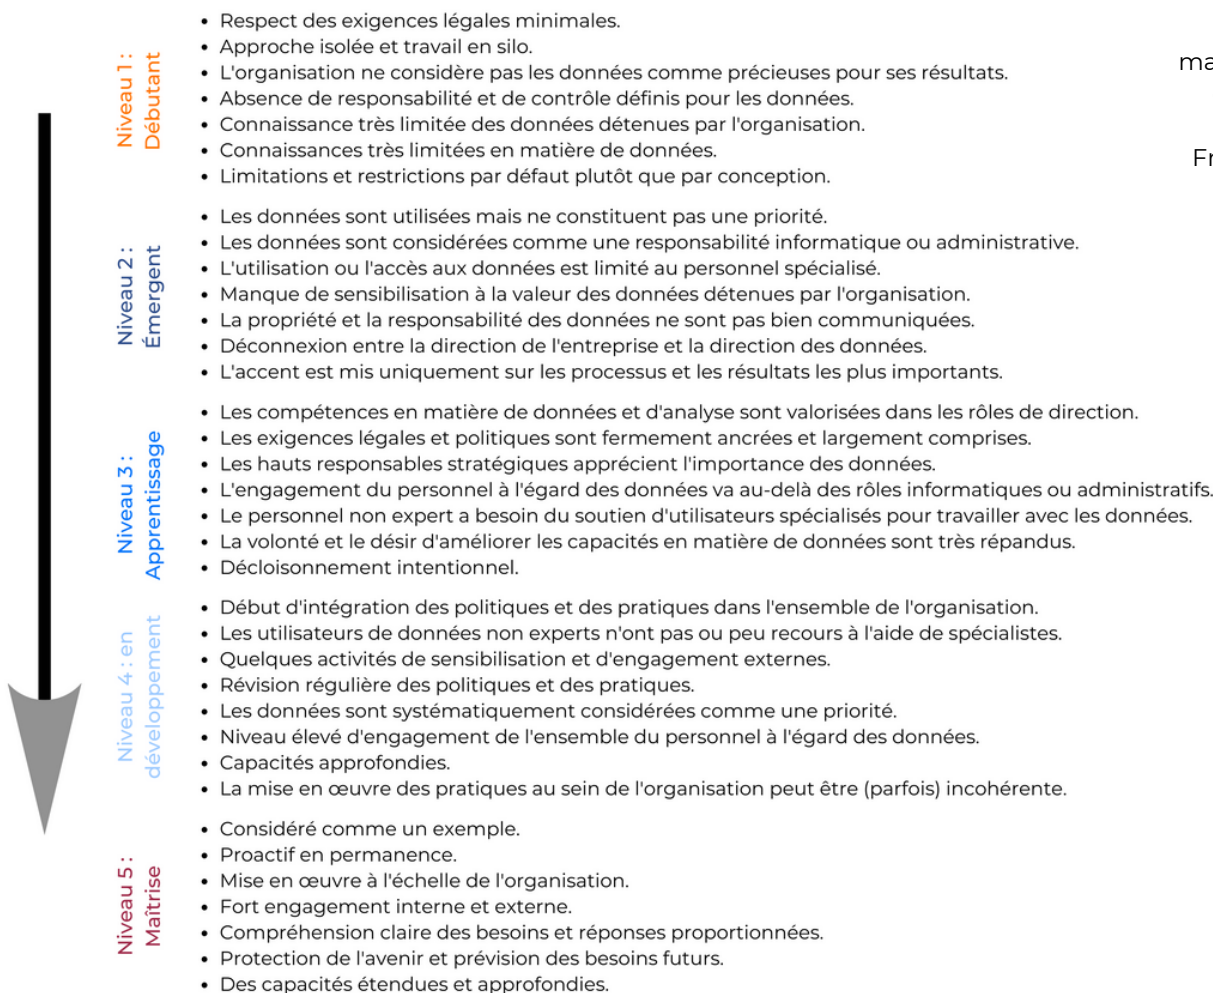 Niveau 1 :
Débutant
• Respect des exigences légales minimales.
• Approche isolée et travail en silo.
• L'organisation ne considère pas les données comme précieuses pour ses résultats.
• Absence de responsabilité et de contrôle définis pour les données.
• Connaissance très limitée des données détenues par l'organisation.
• Connaissances très limitées en matière de données.
• Limitations et restrictions par défaut plutôt que par conception.
Niveau 2 :
Émergent
• Les données sont utilisées mais ne constituent pas une priorité.
• Les données sont considérées comme une responsabilité informatique ou administrative.
• L'utilisation ou l'accès aux données est limité au personnel spécialisé.
• Manque de sensibilisation à la valeur des données détenues par l'organisation.
• La propriété et la responsabilité des données ne sont pas bien communiquées.
• Déconnexion entre la direction de l'entreprise et la direction des données.
• L'accent est mis uniquement sur les processus et les résultats les plus importants.
Niveau 3 :
Apprentissage
• Les compétences en matière de données et d'analyse sont valorisées dans les rôles de direction.
• Les exigences légales et politiques sont fermement ancrées et largement comprises.
• Les hauts responsables stratégiques apprécient l'importance des données.
• L'engagement du personnel à l'égard des données va au-delà des rôles informatiques ou administratifs.
• Le personnel non expert a besoin du soutien d'utilisateurs spécialisés pour travailler avec les données.
• La volonté et le désir d'améliorer les capacités en matière de données sont très répandus.
• Décloisonnement intentionnel.
Niveau 4 : en
développement
• Début d'intégration des politiques et des pratiques dans l'ensemble de l'organisation.
• Les utilisateurs de données non experts n'ont pas ou peu recours à l'aide de spécialistes.
• Quelques activités de sensibilisation et d'engagement externes.
• Révision régulière des politiques et des pratiques.
• Les données sont systématiquement considérées comme une priorité.
• Niveau élevé d'engagement de l'ensemble du personnel à l'égard des données.
• Capacités approfondies.
• La mise en œuvre des pratiques au sein de l'organisation peut être (parfois) incohérente.
Niveau 5 :
Maîtrise
• Considéré comme un exemple.
• Proactif en permanence.
• Mise en œuvre à l'échelle de l'organisation.
• Fort engagement interne et externe.
• Compréhension claire des besoins et réponses proportionnées.
• Protection de l'avenir et prévision des besoins futurs.
• Des capacités étendues et approfondies.